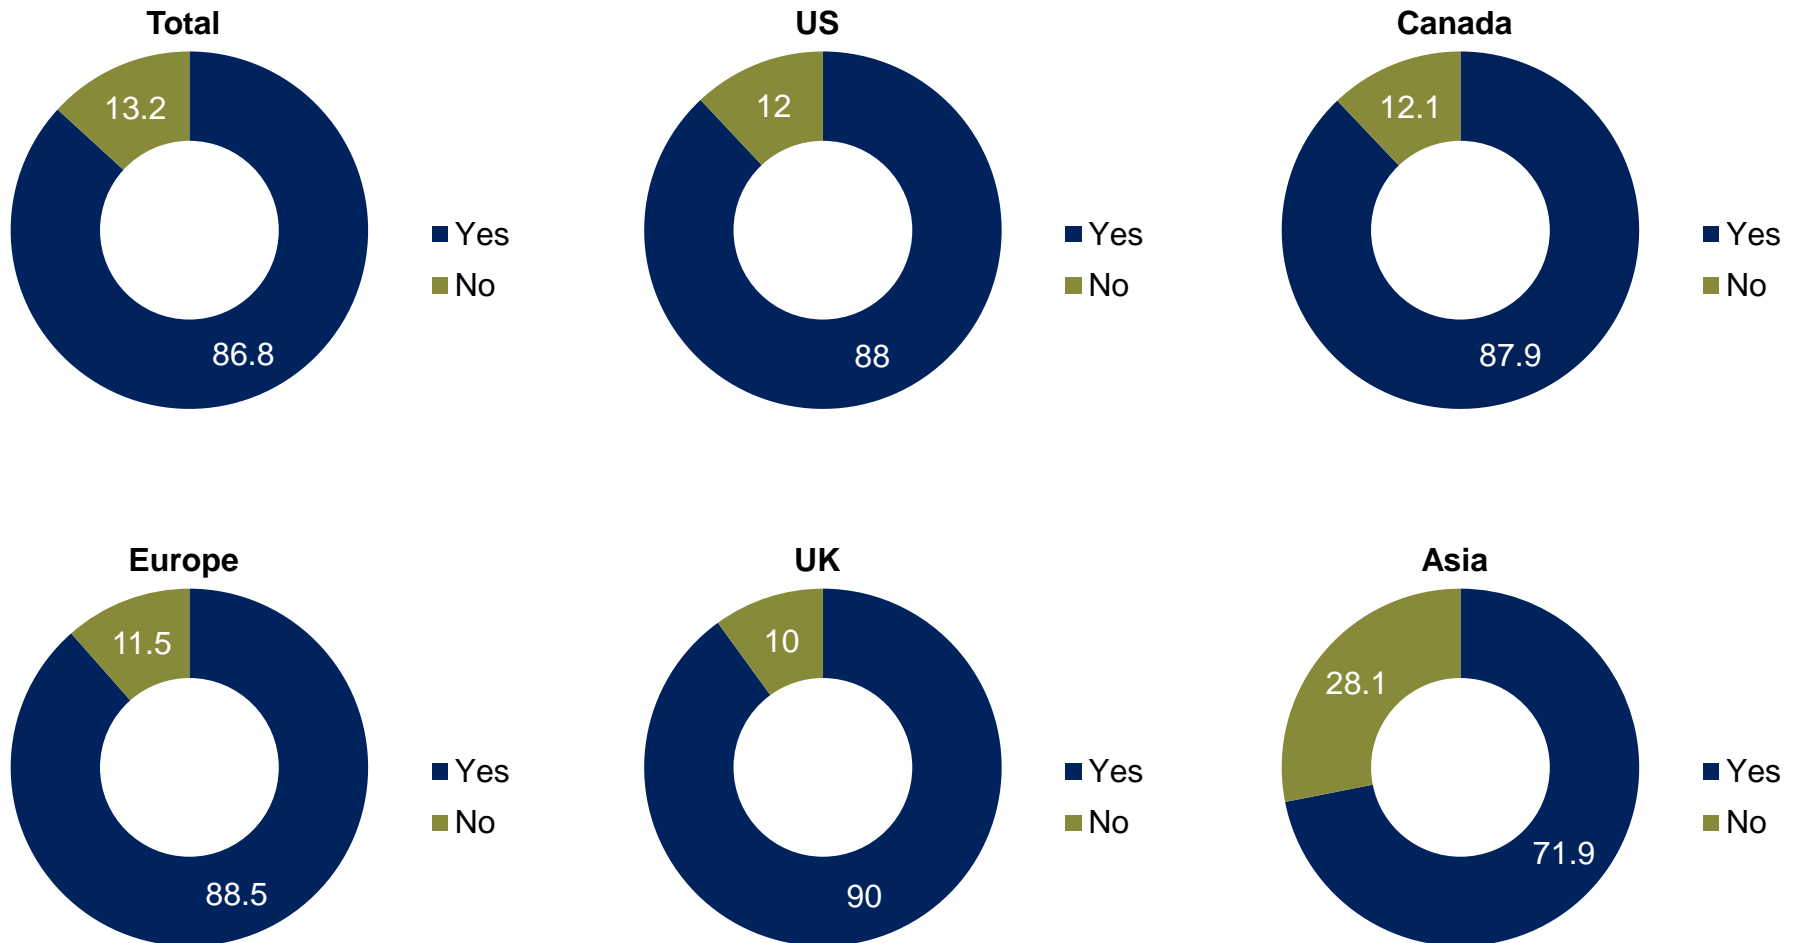 Total
13.2
86.8
Yes
No
US
12
88
Yes
No
Canada
12.1
87.9
Yes
No
Europe
11.5
88.5
Yes
No
UK
10
90
Yes
No
Asia
28.1
71.9
Yes
No